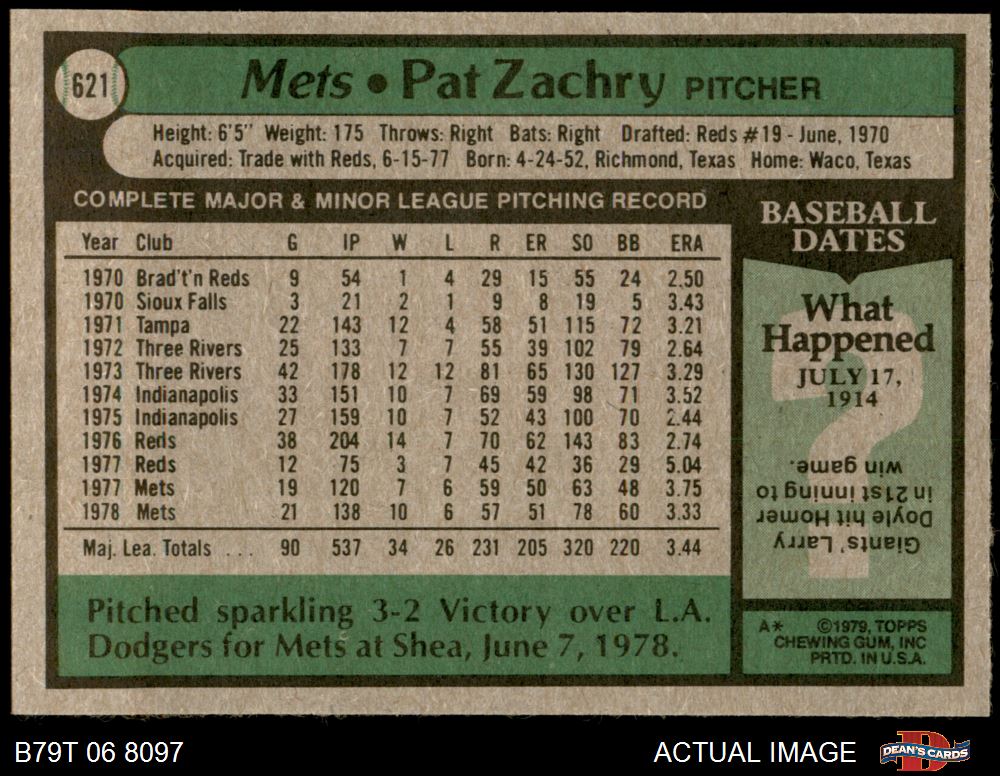 621
Mets • Pat Zachry PITCHER
Height: 6'5" Weight: 175 Throws: Right Bats: Right Drafted: Reds #19 - June, 1970
Acquired: Trade with Reds, 6-15-77 Born: 4-24-52, Richmond, Texas Home: Waco, Texas
COMPLETE MAJOR & MINOR LEAGUE PITCHING RECORD
Year Club G IP W L R ER SO BB ERA
1970 Brad't'n Reds 9 54 1 4 29 15 55 24 2.50
1970 Sioux Falls 3 21 2 1 9 8 19 5 3.43
1971 Tampa 22 143 12 4 58 51 115 72 3.21
1972 Three Rivers 25 133 7 7 55 39 102 79 2.64
1973 Three Rivers 42 178 12 12 81 65 130 127 3.29
1974 Indianapolis 33 151 10 7 69 59 98 71 3.52
1975 Indianapolis 27 159 10 7 52 43 100 70 2.44
1976 Reds 38 204 14 7 70 62 143 83 2.74
1977 Reds 12 75 3 7 45 42 36 29 5.04
1977 Mets 19 120 7 6 59 50 63 48 3.75
1978 Mets 21 138 10 6 57 51 78 60 3.33
Maj. Lea. Totals . . . 90 537 34 26 231 205 320 220 3.44
Pitched sparkling 3-2 Victory over L.A.
Dodgers for Mets at Shea, June 7, 1978.
BASEBALL
DATES
What
Happened
JULY 17,
1914
?
Giants' Larry
Doyle hit Homer
in 21st inning to
win game.
A* ©1979, TOPPS
CHEWING GUM, INC
PRTD. IN U.S.A.
B79T 06 8097
ACTUAL IMAGE
DEAN'S CARDS